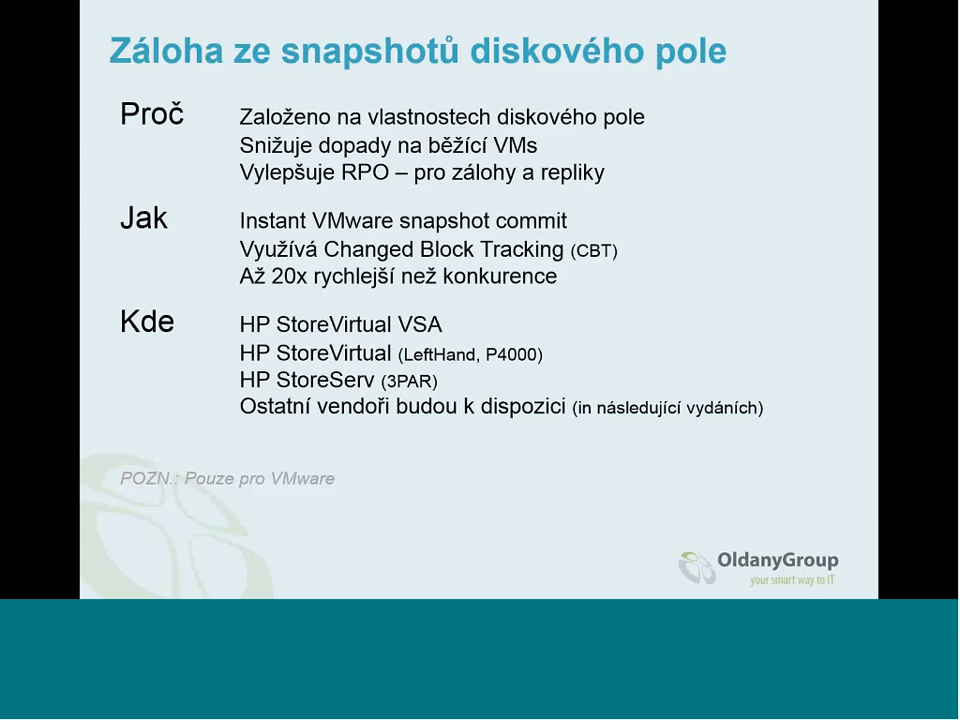 Záloha ze snapshotů diskového pole
Proč
Založeno na vlastnostech diskového pole
Snižuje dopady na běžící VMs
Vylepšuje RPO – pro zálohy a repliky
Jak
Instant VMware snapshot commit
Využívá Changed Block Tracking (CBT)
Až 20x rychlejší než konkurence
Kde
HP StoreVirtual VSA
HP StoreVirtual (LeftHand, P4000)
HP StoreServ (3PAR)
Ostatní vendoři budou k dispozici (in následující vydáních)
POZN.: Pouze pro VMware
OldanyGroup
your smart way to IT